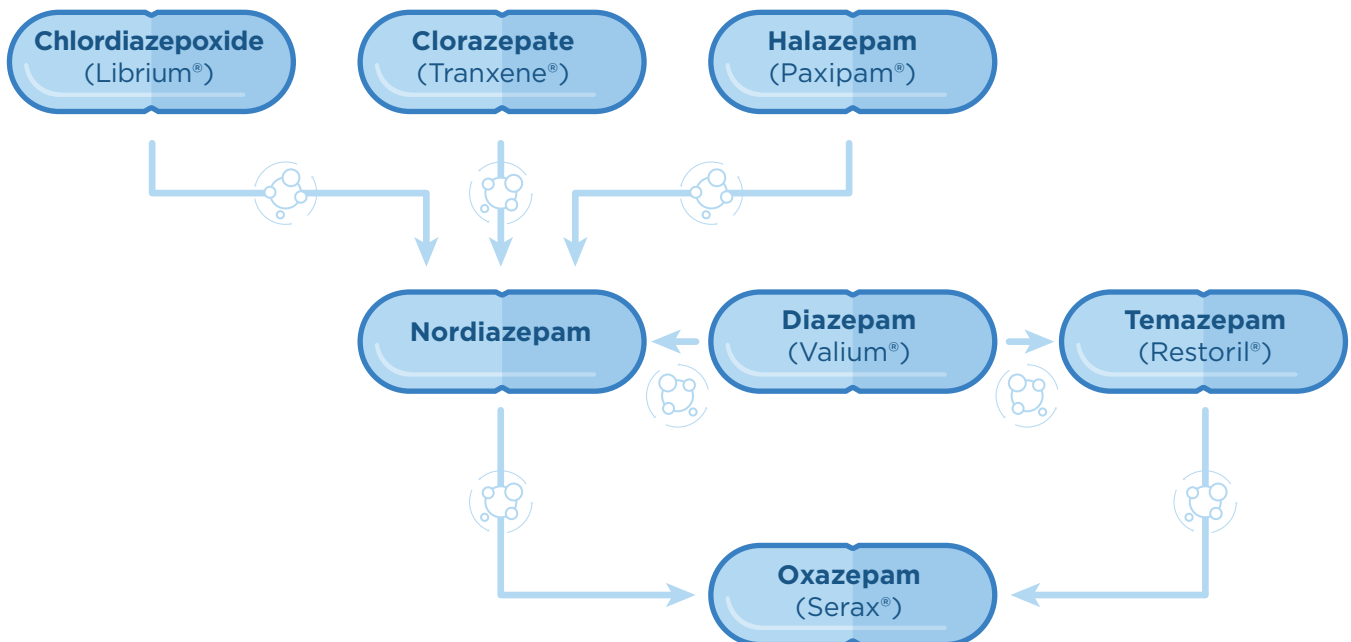 Chlordiazepoxide
(Librium®)
Clorazepate
(Tranxene®)
Halazepam
(Paxipam®)
Nordiazepam
Diazepam
(Valium®)
Temazepam
(Restoril®)
Oxazepam
(Serax®)